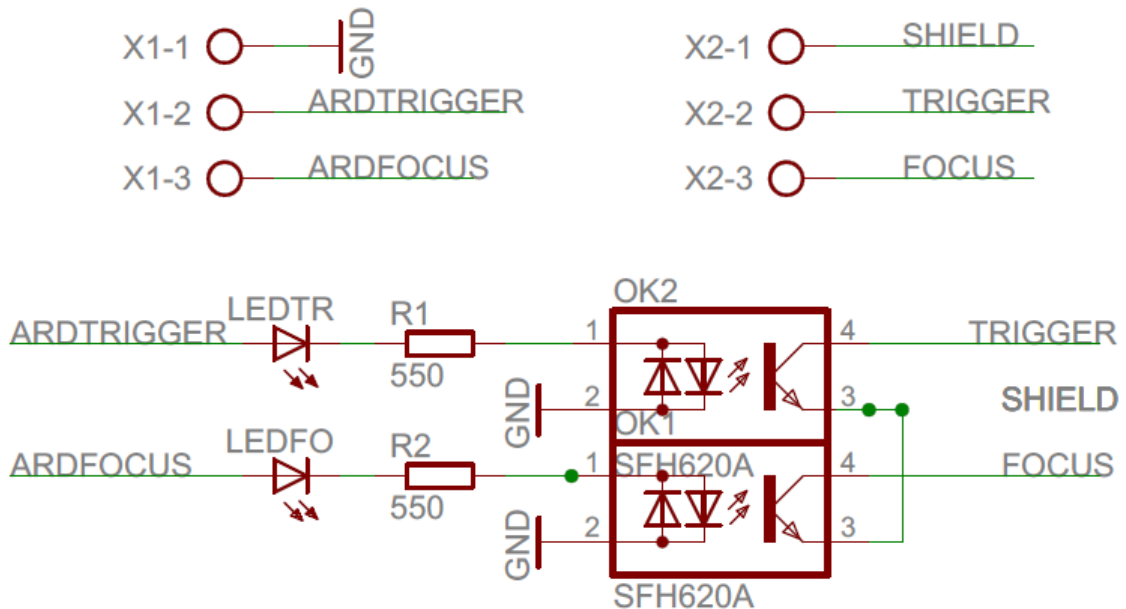 X1-1 GND
X1-2 ARDTRIGGER
X1-3 ARDFOCUS
X2-1 SHIELD
X2-2 TRIGGER
X2-3 FOCUS
OK2
ARDTRIGGER LEDTR R1 1 4 TRIGGER
550
GND 2 3 SHIELD
OK1
ARDFOCUS LEDFO R2 1 SFH620A 4 FOCUS
550
GND 2 3
SFH620A